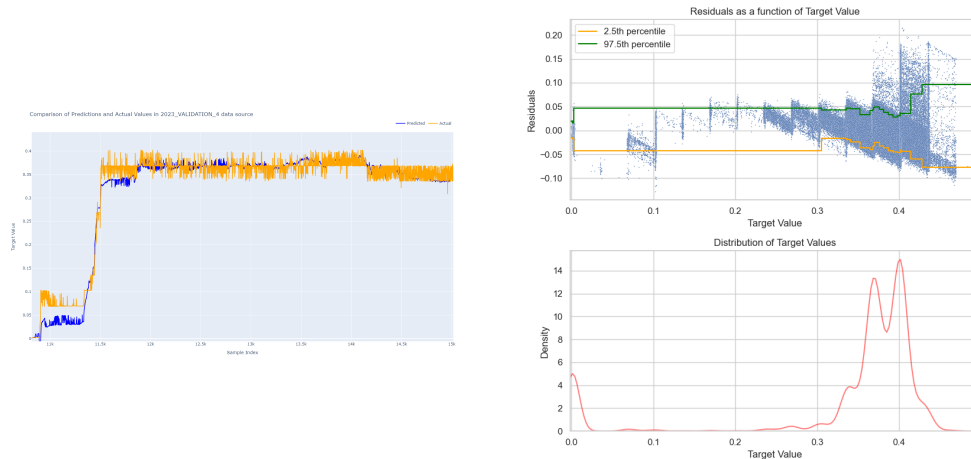 Comparison of Predictions and Actual Values in 2023_VALIDATION_4 data source
Predicted
Actual
0.4
0.35
0.3
0.25
0.2
0.15
0.1
0.05
0
Target Value
11k
11.5k
12k
12.5k
13k
13.5k
14k
14.5k
15k
Sample Index
Residuals as a function of Target Value
2.5th percentile
97.5th percentile
0.20
0.15
0.10
0.05
0.00
−0.05
−0.10
Residuals
0.0
0.1
0.2
0.3
0.4
Target Value
Distribution of Target Values
14
12
10
8
6
4
2
0
Density
0.0
0.1
0.2
0.3
0.4
Target Value